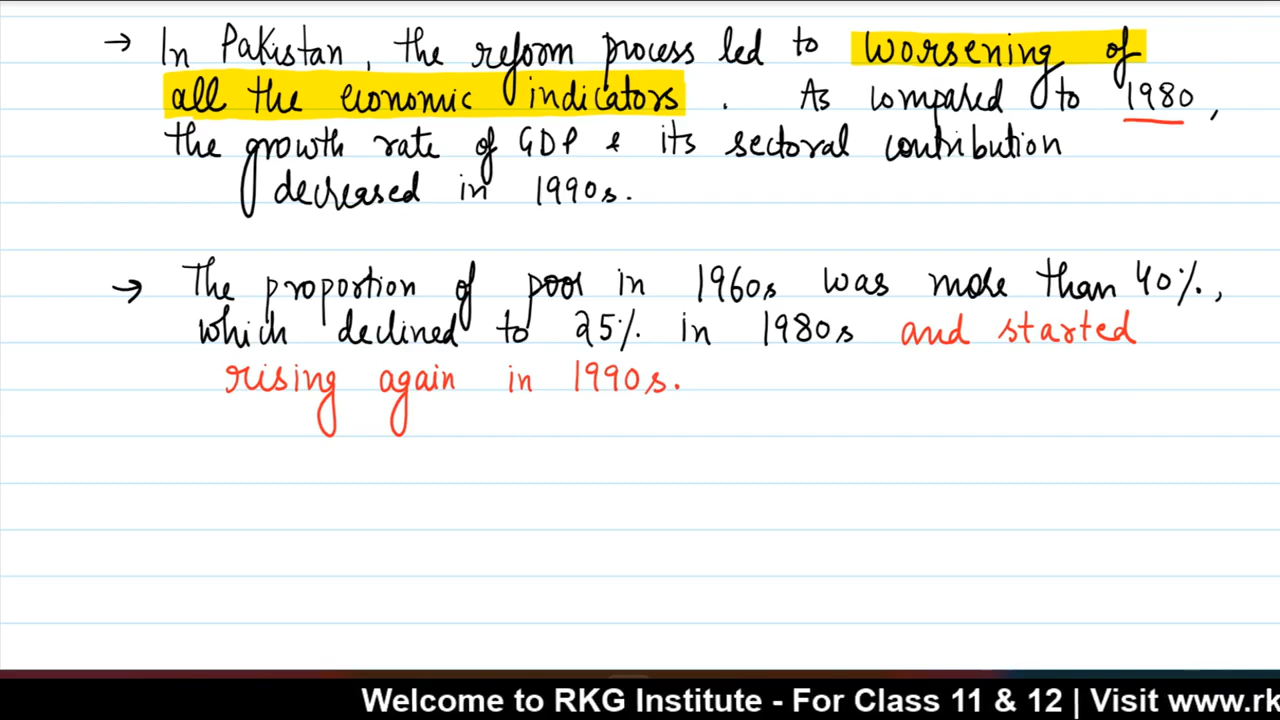 → In Pakistan, the reform process led to worsening of
all the economic indicators. As compared to 1980,
the growth rate of GDP & its sectoral contribution
decreased in 1990s.
→ The proportion of poor in 1960s was more than 40%,
which declined to 25% in 1980s and started
rising again in 1990s.
Welcome to RKG Institute - For Class 11 & 12 | Visit www.rk